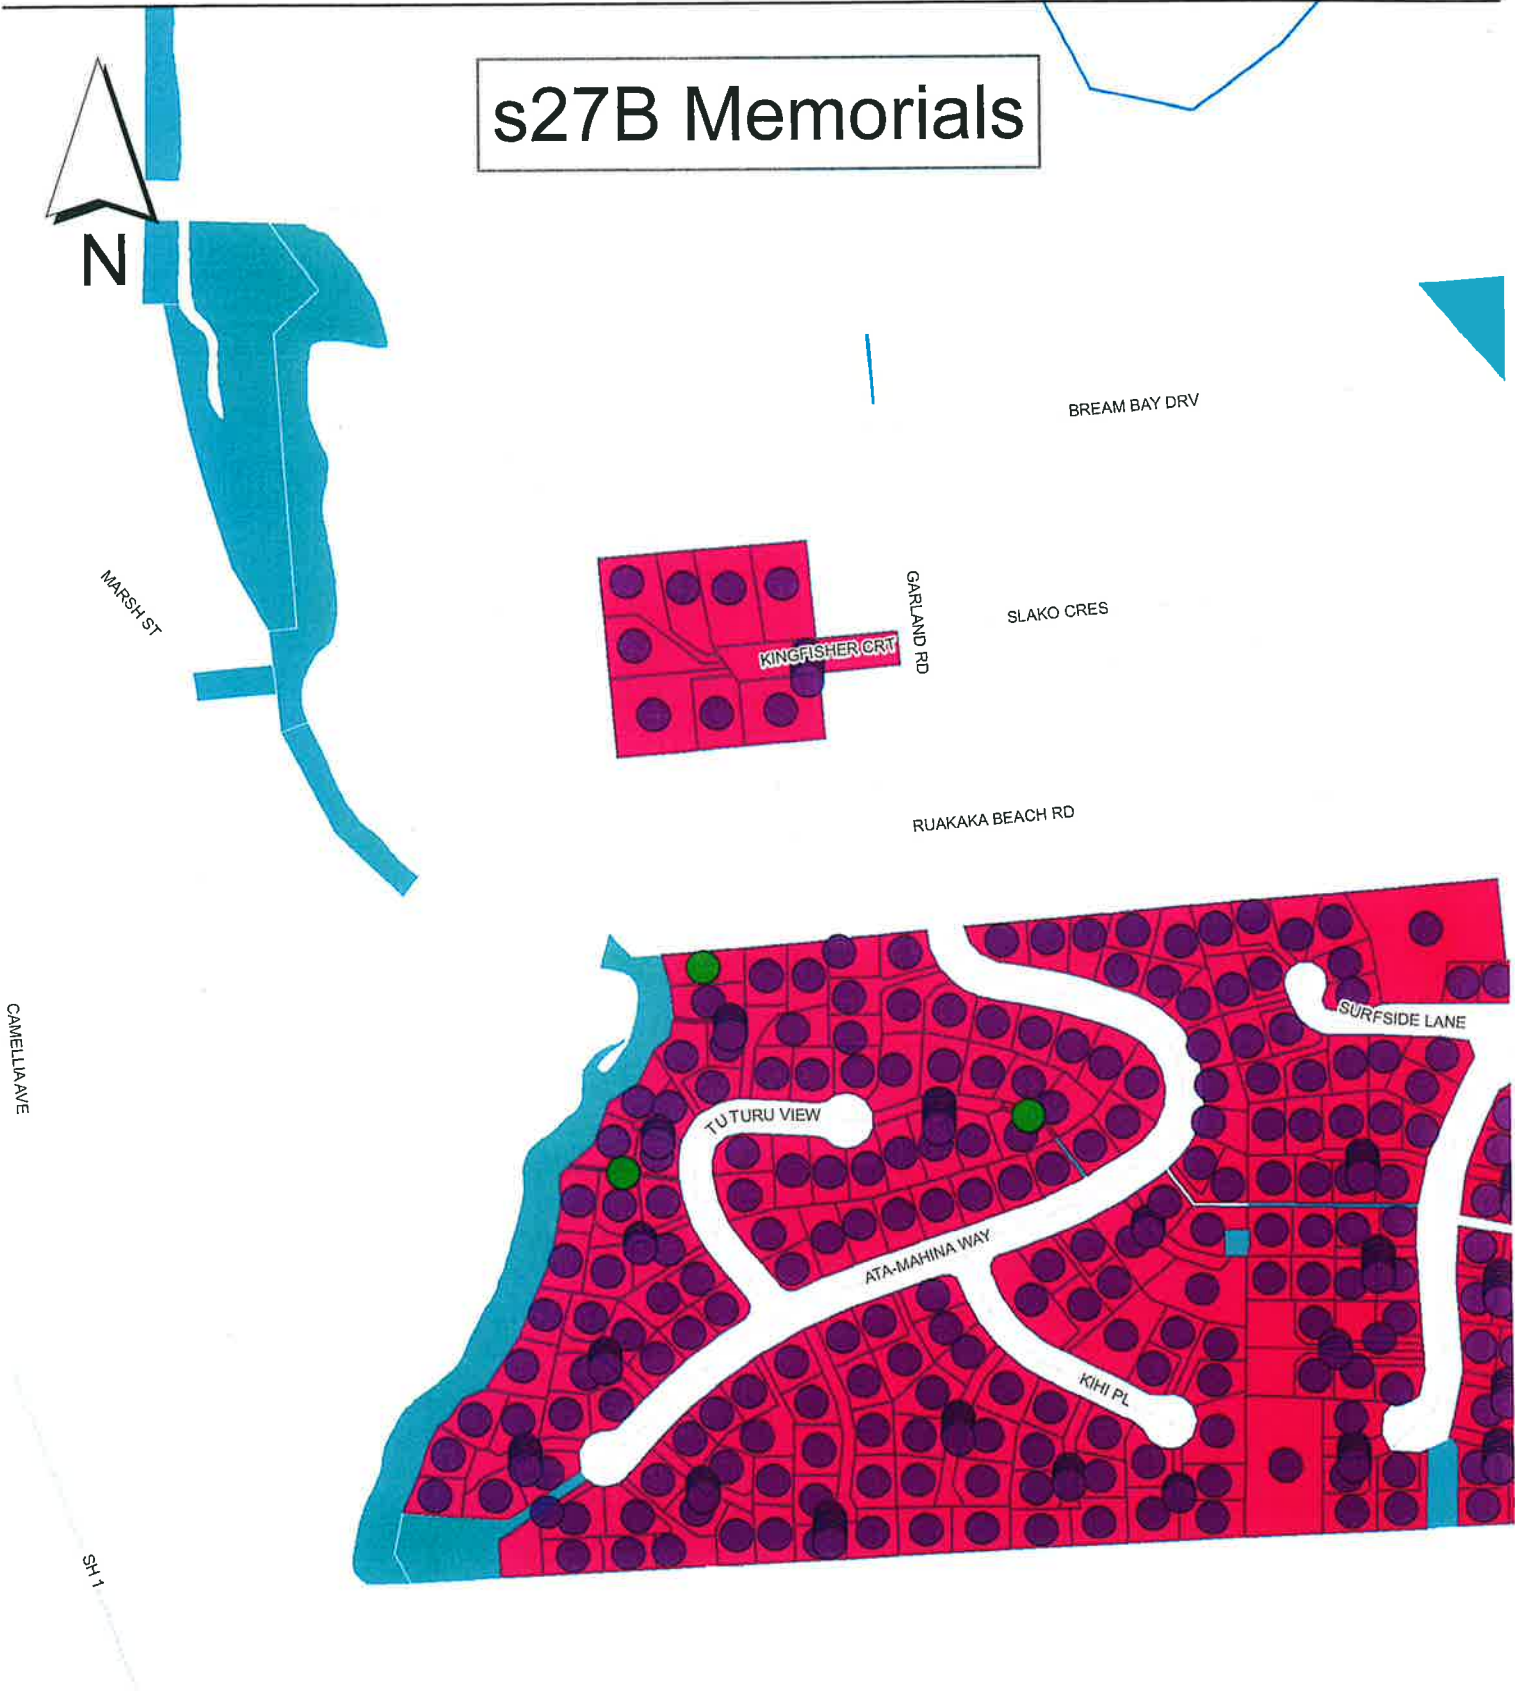 s27B Memorials
N
BREAM BAY DRV
MARSH ST
GARLAND RD
SLAKO CRES
KINGFISHER CRT
RUAKAKA BEACH RD
CAMELLIA AVE
SURFSIDE LANE
TUTURU VIEW
ATA-MAHINA WAY
KIHI PL
SH 1